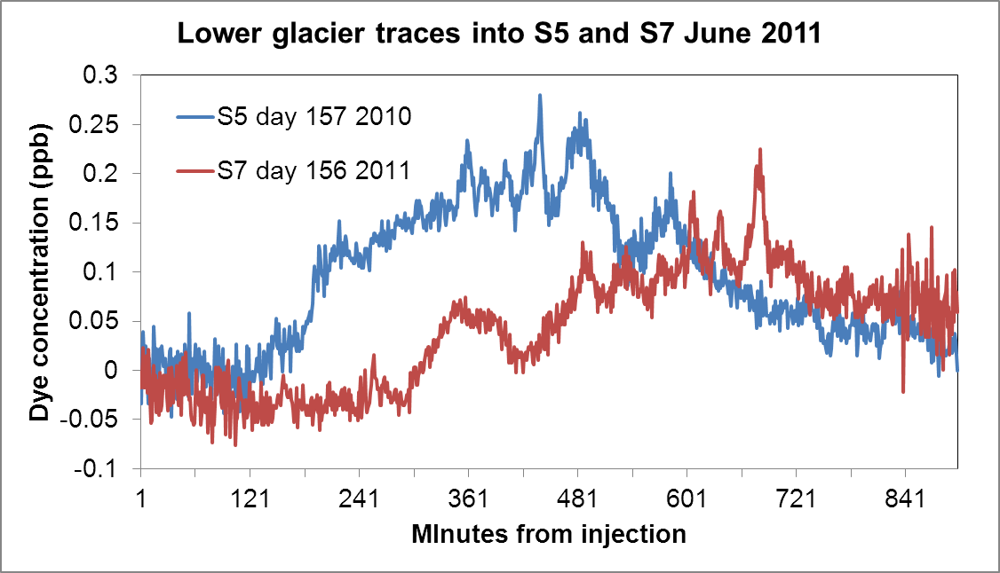 Lower glacier traces into S5 and S7 June 2011
0.3
0.25
0.2
0.15
0.1
0.05
0
-0.05
-0.1
Dye concentration (ppb)
S5 day 157 2010
S7 day 156 2011
1 121 241 361 481 601 721 841
MInutes from injection